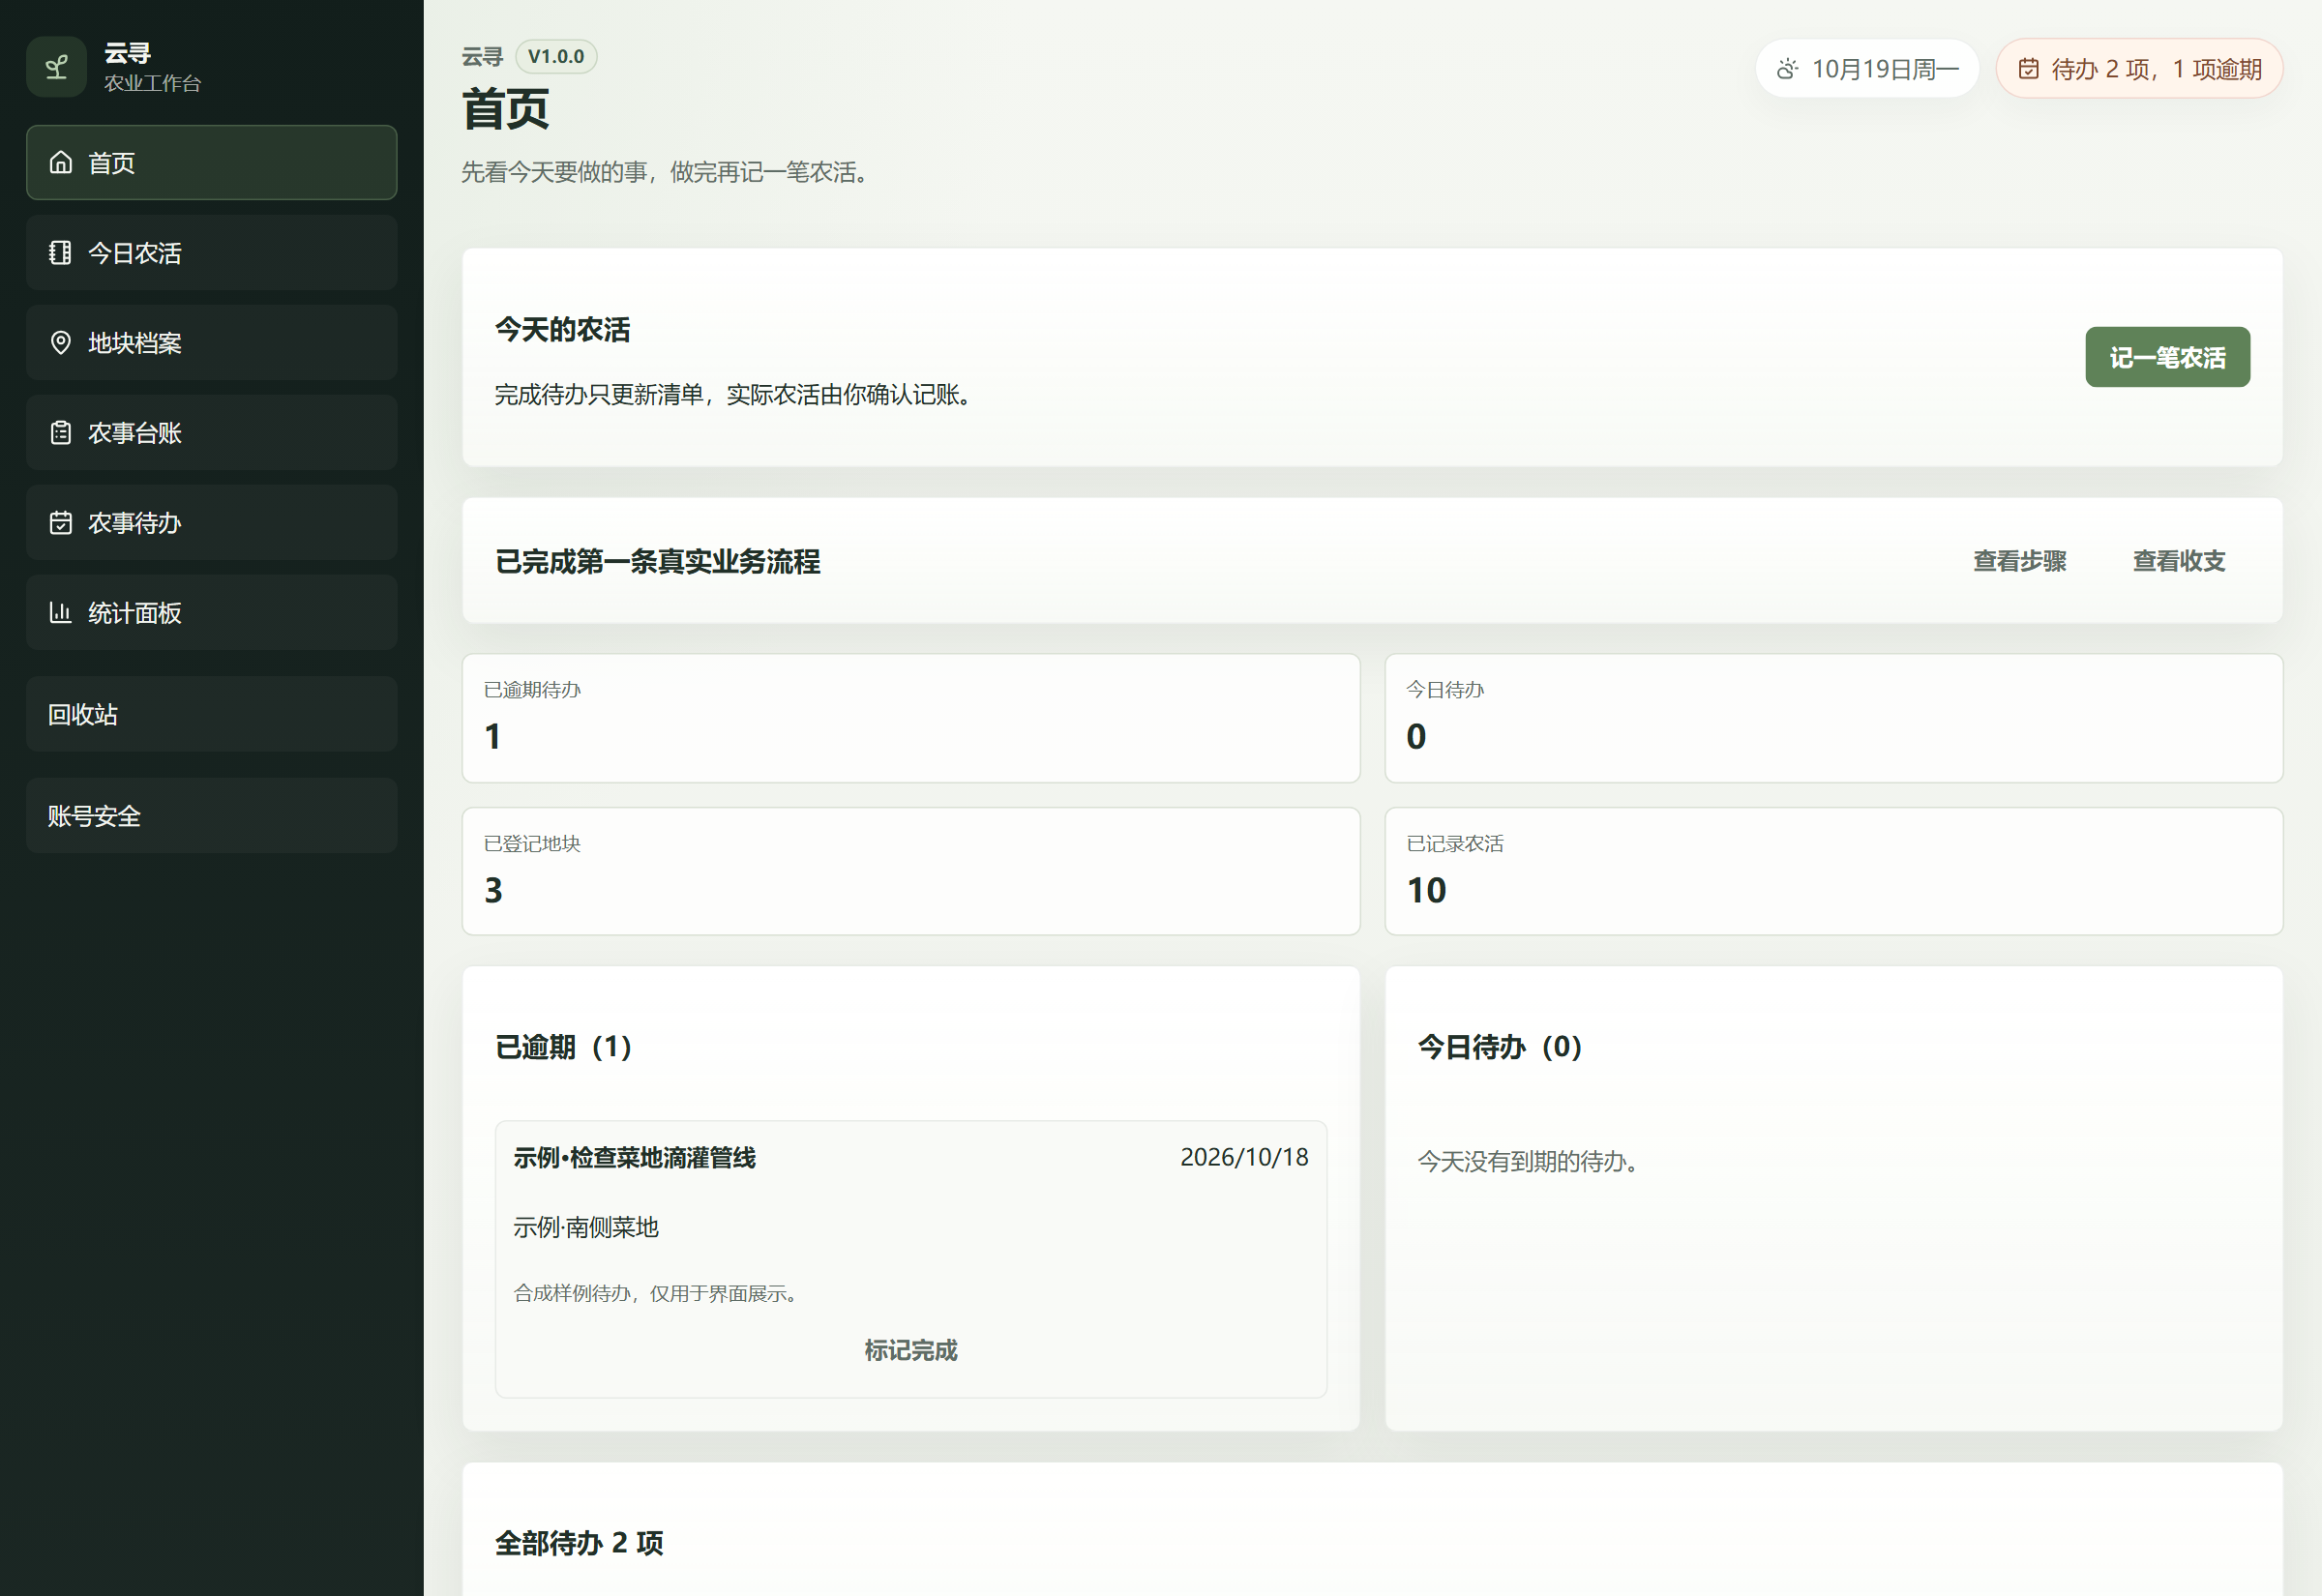 云寻
农业工作台
首页
今日农活
地块档案
农事台账
农事待办
统计面板
回收站
账号安全
云寻 V1.0.0
首页
先看今天要做的事，做完再记一笔农活。
10月19日周一
待办 2 项，1 项逾期
今天的农活
完成待办只更新清单，实际农活由你确认记账。
记一笔农活
已完成第一条真实业务流程
查看步骤
查看收支
已逾期待办
1
今日待办
0
已登记地块
3
已记录农活
10
已逾期（1）
示例•检查菜地滴灌管线
2026/10/18
示例·南侧菜地
合成样例待办，仅用于界面展示。
标记完成
今日待办（0）
今天没有到期的待办。
全部待办 2 项